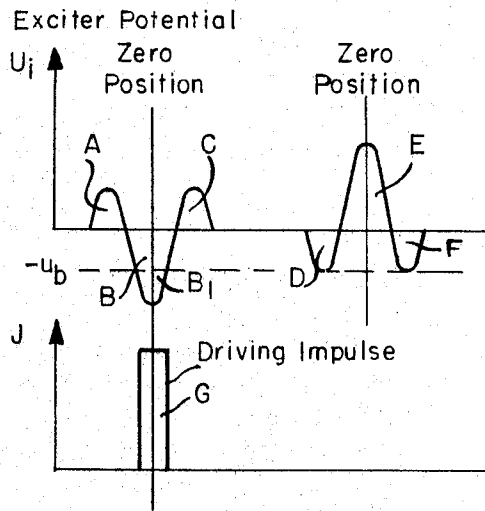 Exciter Potential
Zero
Position
Zero
Position
Ui
A
C
E
-ub
B
B1
D
F
J
Driving Impulse
G